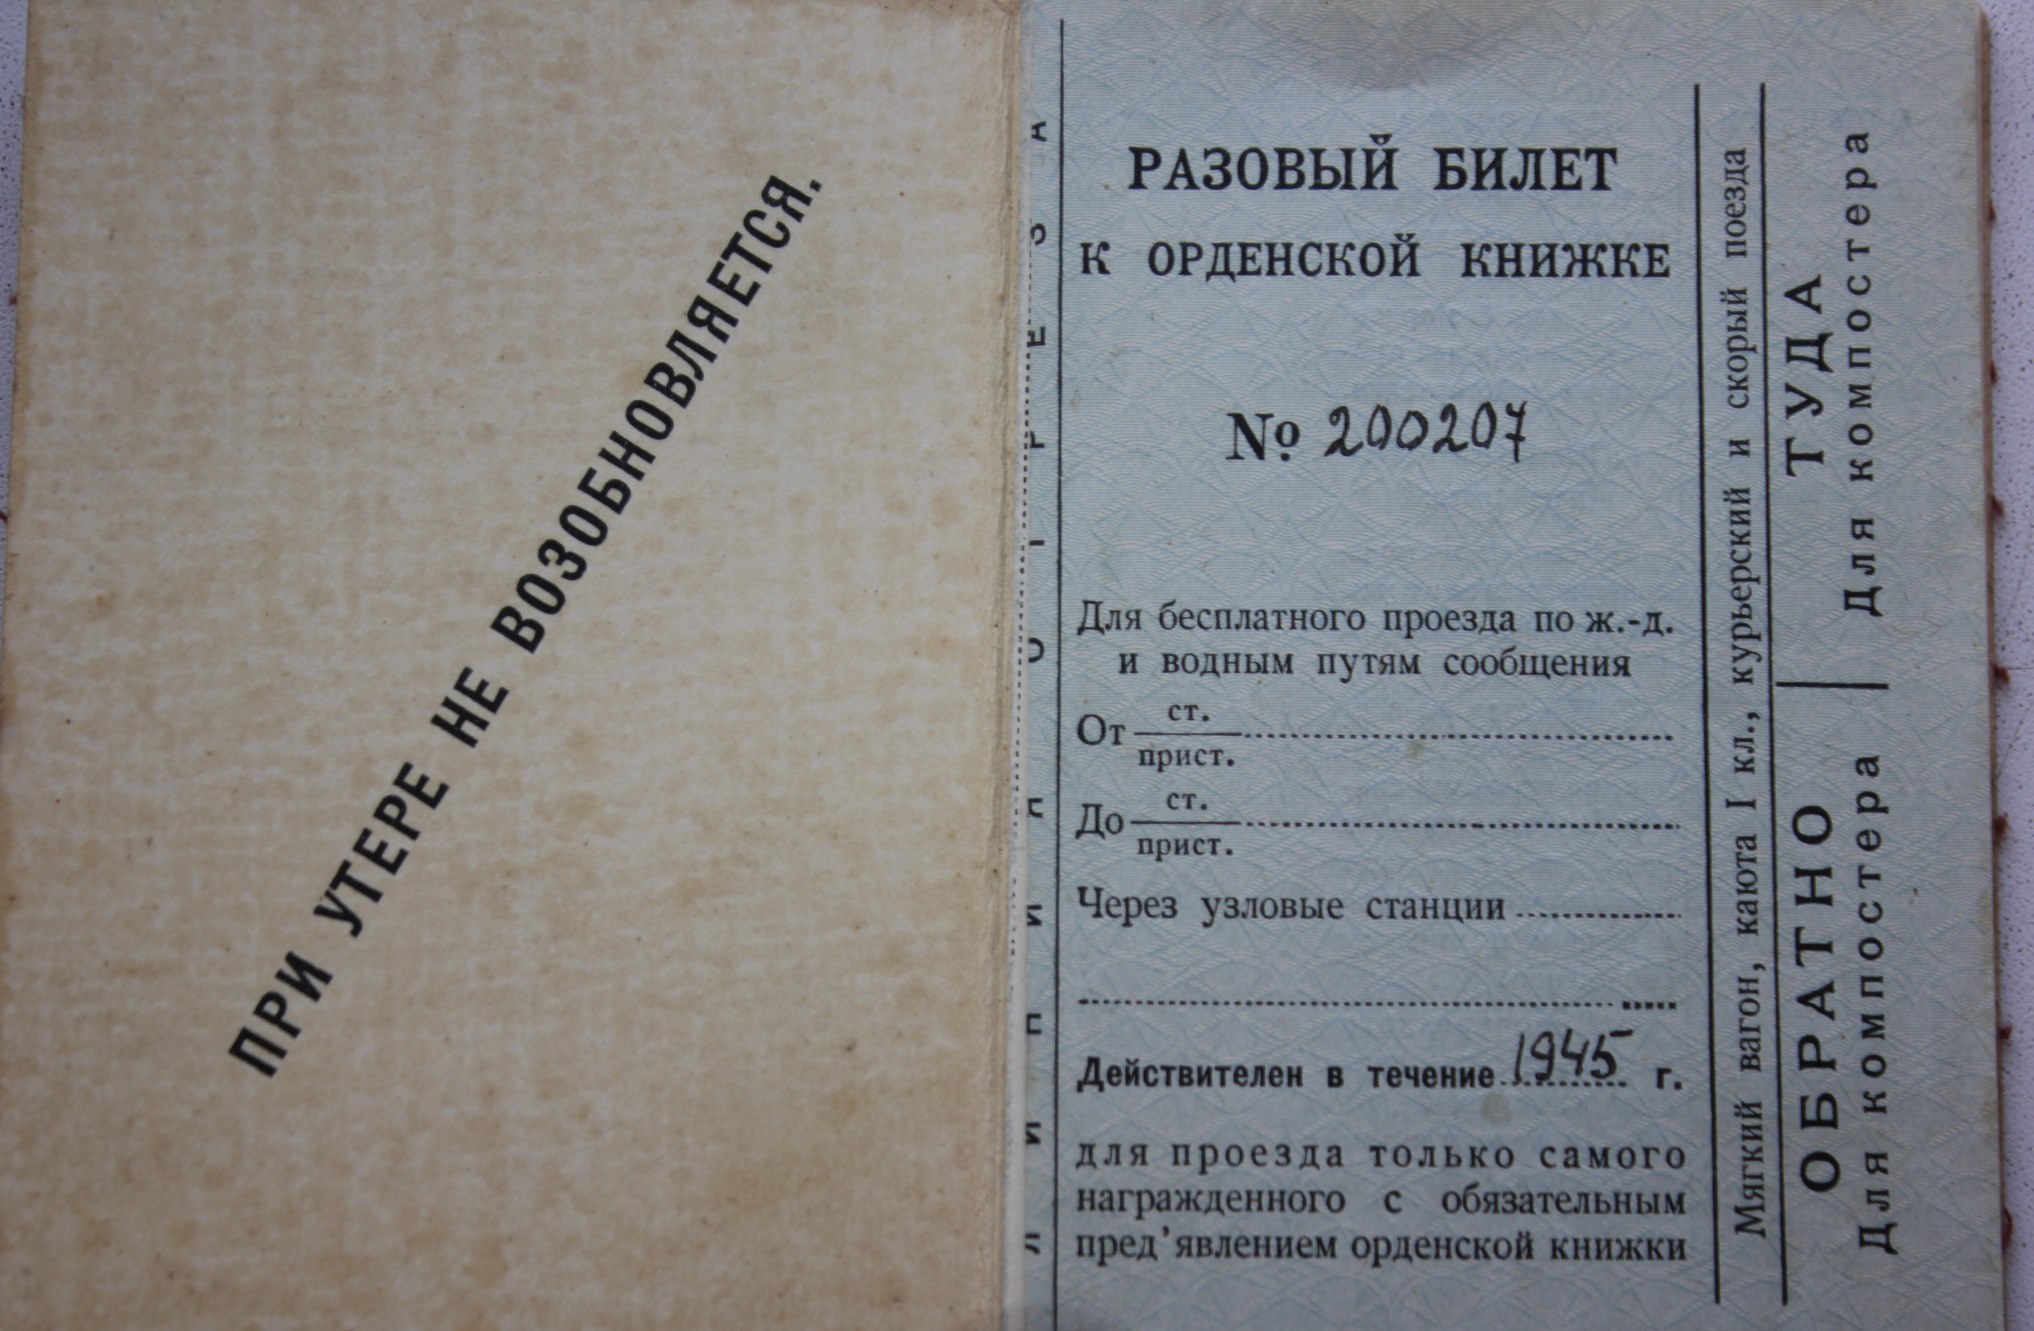 ПРИ УТЕРЕ НЕ ВОЗОБНОВЛЯЕТСЯ.
РАЗОВЫЙ БИЛЕТ
К ОРДЕНСКОЙ КНИЖКЕ
№ 200207
Для бесплатного проезда по ж.-д.
и водным путям сообщения
От ст.
прист.
До ст.
прист.
Через узловые станции
Действителен в течение 1945 г.
для проезда только самого
награжденного с обязательным
пред’явлением орденской книжки
Мягкий вагон, каюта I кл., курьерский и скорый поезда
ТУДА
Для компостера
ОБРАТНО
Для компостера